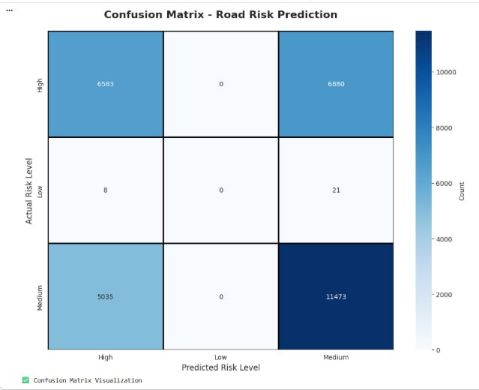 ...
Confusion Matrix - Road Risk Prediction
High
6583
0
6880
10000
8000
Actual Risk Level
Low
8
0
21
6000
Count
4000
Medium
5035
0
11473
2000
0
High
Low
Medium
Predicted Risk Level
✅ Confusion Matrix Visualization